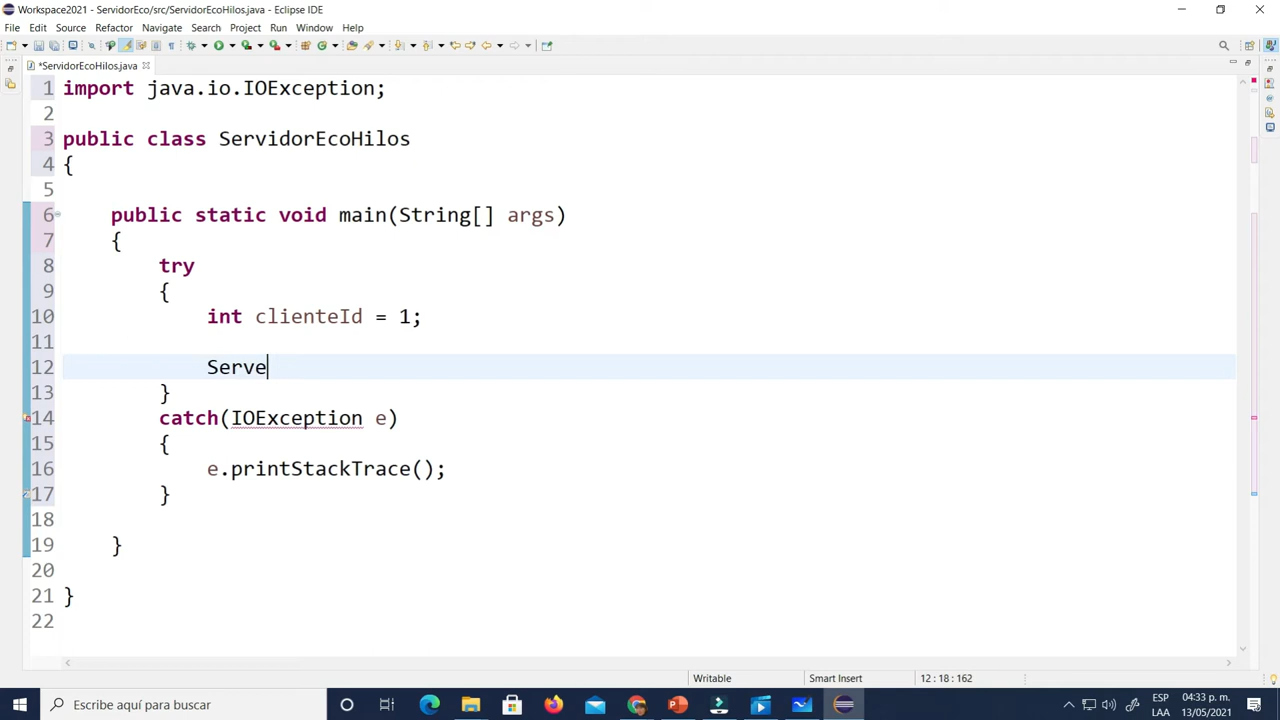 Workspace2021 - ServidorEco/src/ServidorEcoHilos.java - Eclipse IDE
File Edit Source Refactor Navigate Search Project Run Window Help
*ServidorEcoHilos.java
1 import java.io.IOException;
2
3 public class ServidorEcoHilos
4 {
5
6 public static void main(String[] args)
7 {
8 try
9 {
10 int clienteId = 1;
11
12 Serve
13 }
14 catch(IOException e)
15 {
16 e.printStackTrace();
17 }
18
19 }
20
21 }
22
Writable Smart Insert 12 : 18 : 162
Escribe aquí para buscar
ESP 04:33 p. m.
LAA 13/05/2021